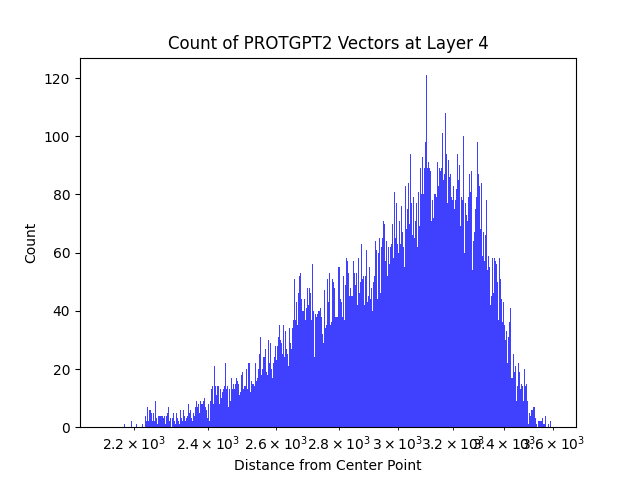 Count of PROTGPT2 Vectors at Layer 4
120
100
80
60
40
20
0
Count
2.2 × 10³ 2.4 × 10³ 2.6 × 10³ 2.8 × 10³ 3 × 10³ 3.2 × 10³ 3.4 × 10³ 3.6 × 10³
Distance from Center Point